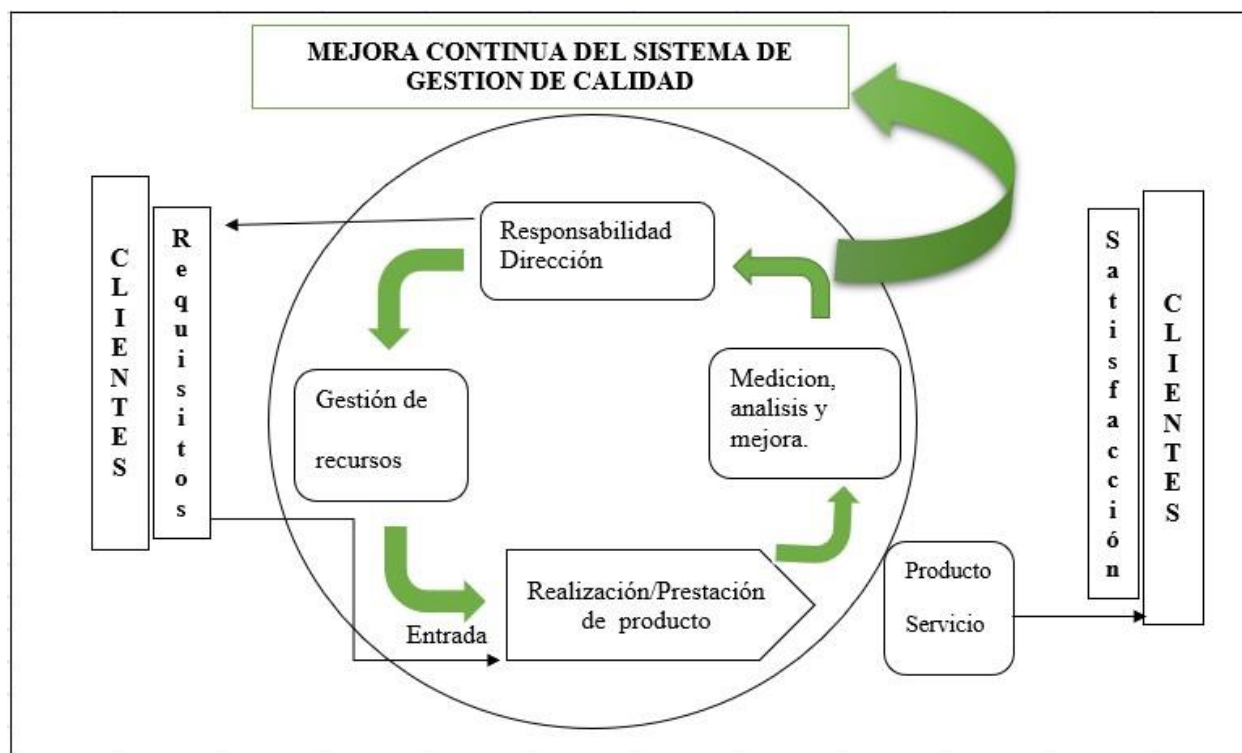 MEJORA CONTINUA DEL SISTEMA DE
GESTION DE CALIDAD
CLIENTES
Requisitos
Responsabilidad
Dirección
Gestión de
recursos
Medicion,
analisis y
mejora.
Entrada
Realización/Prestación
de producto
Producto
Servicio
Satisfacción
CLIENTES